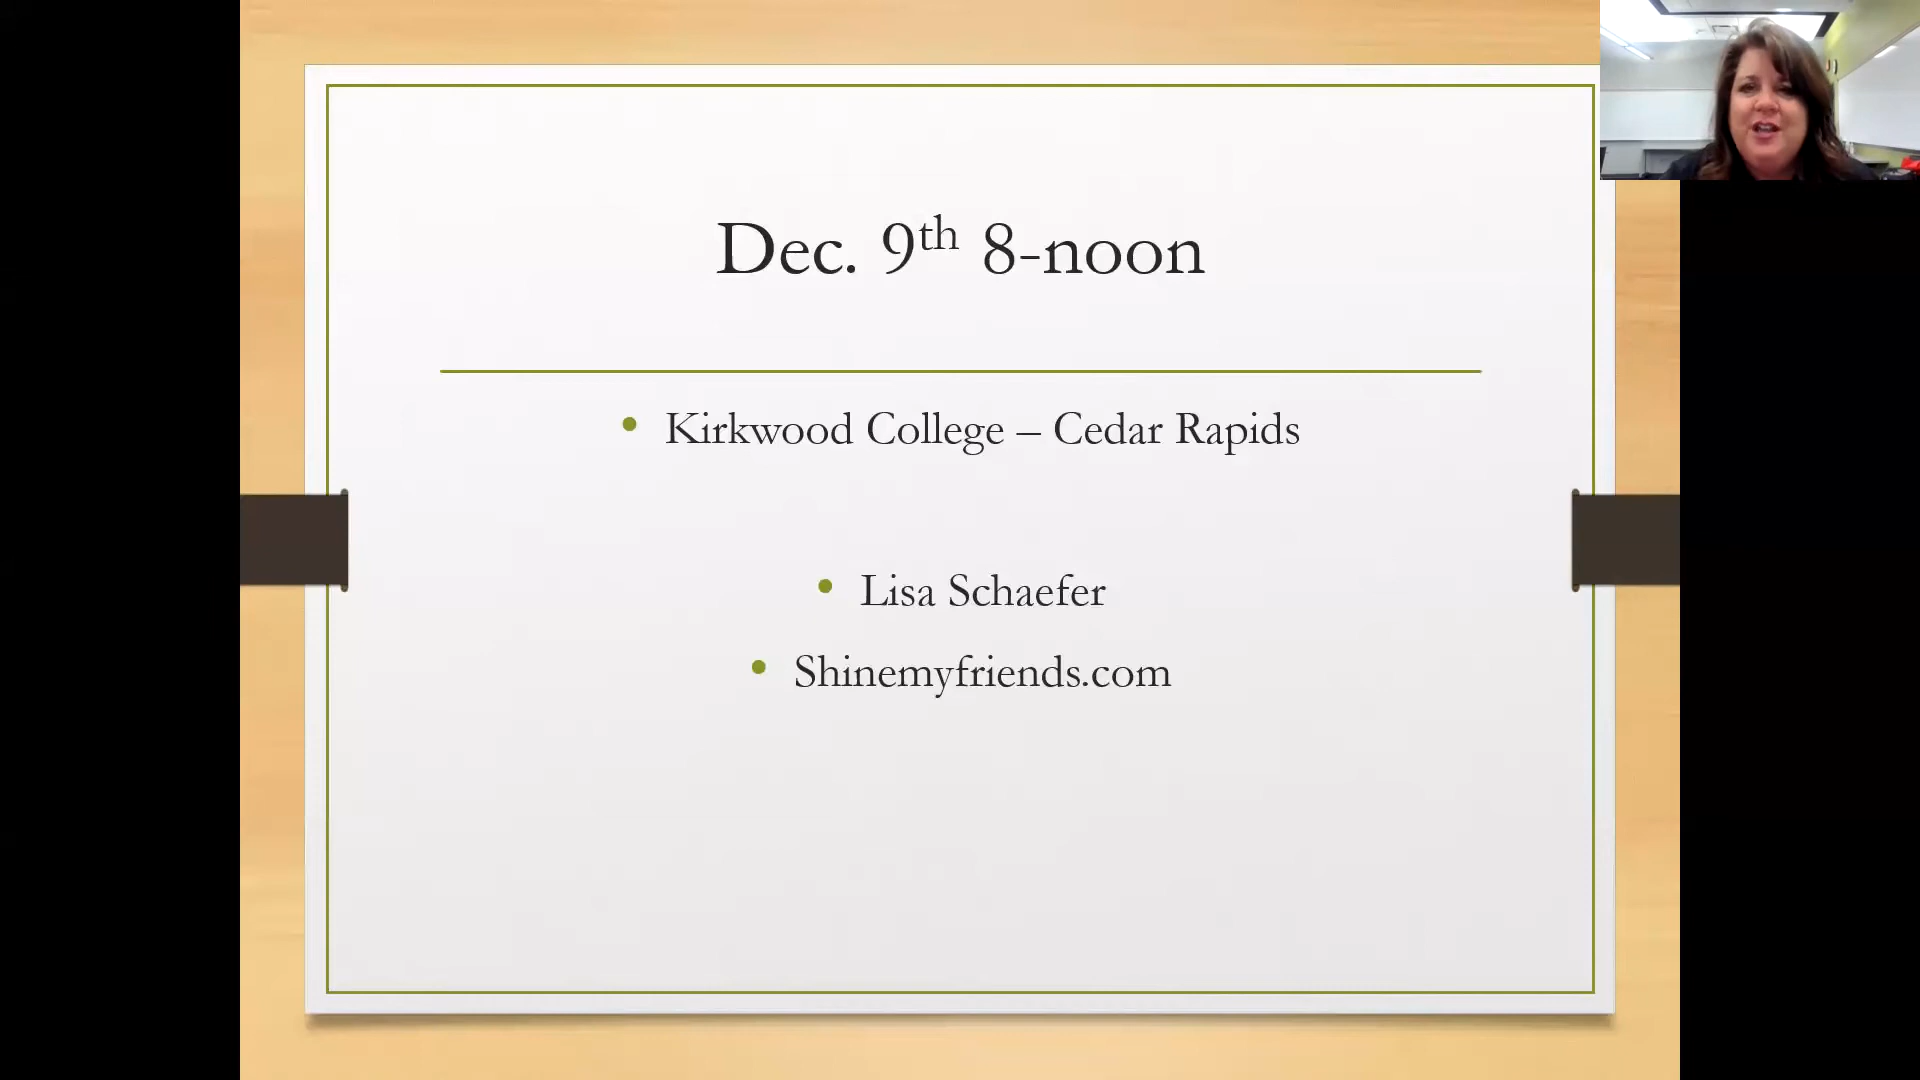 Dec. 9th 8-noon
Kirkwood College – Cedar Rapids
Lisa Schaefer
Shinemyfriends.com